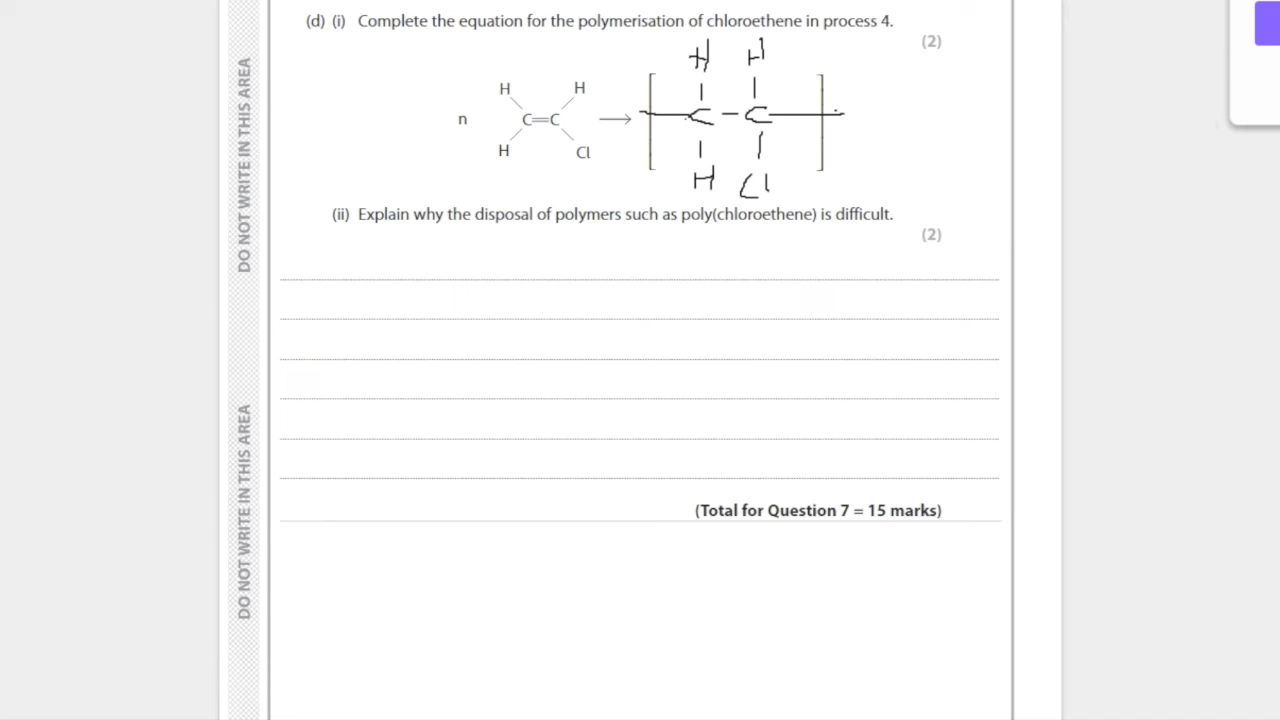 (d) (i) Complete the equation for the polymerisation of chloroethene in process 4.
(2)
H H
H H
n C=C → C - C
H Cl
H Cl
(ii) Explain why the disposal of polymers such as poly(chloroethene) is difficult.
(2)
(Total for Question 7 = 15 marks)
DO NOT WRITE IN THIS AREA
DO NOT WRITE IN THIS AREA